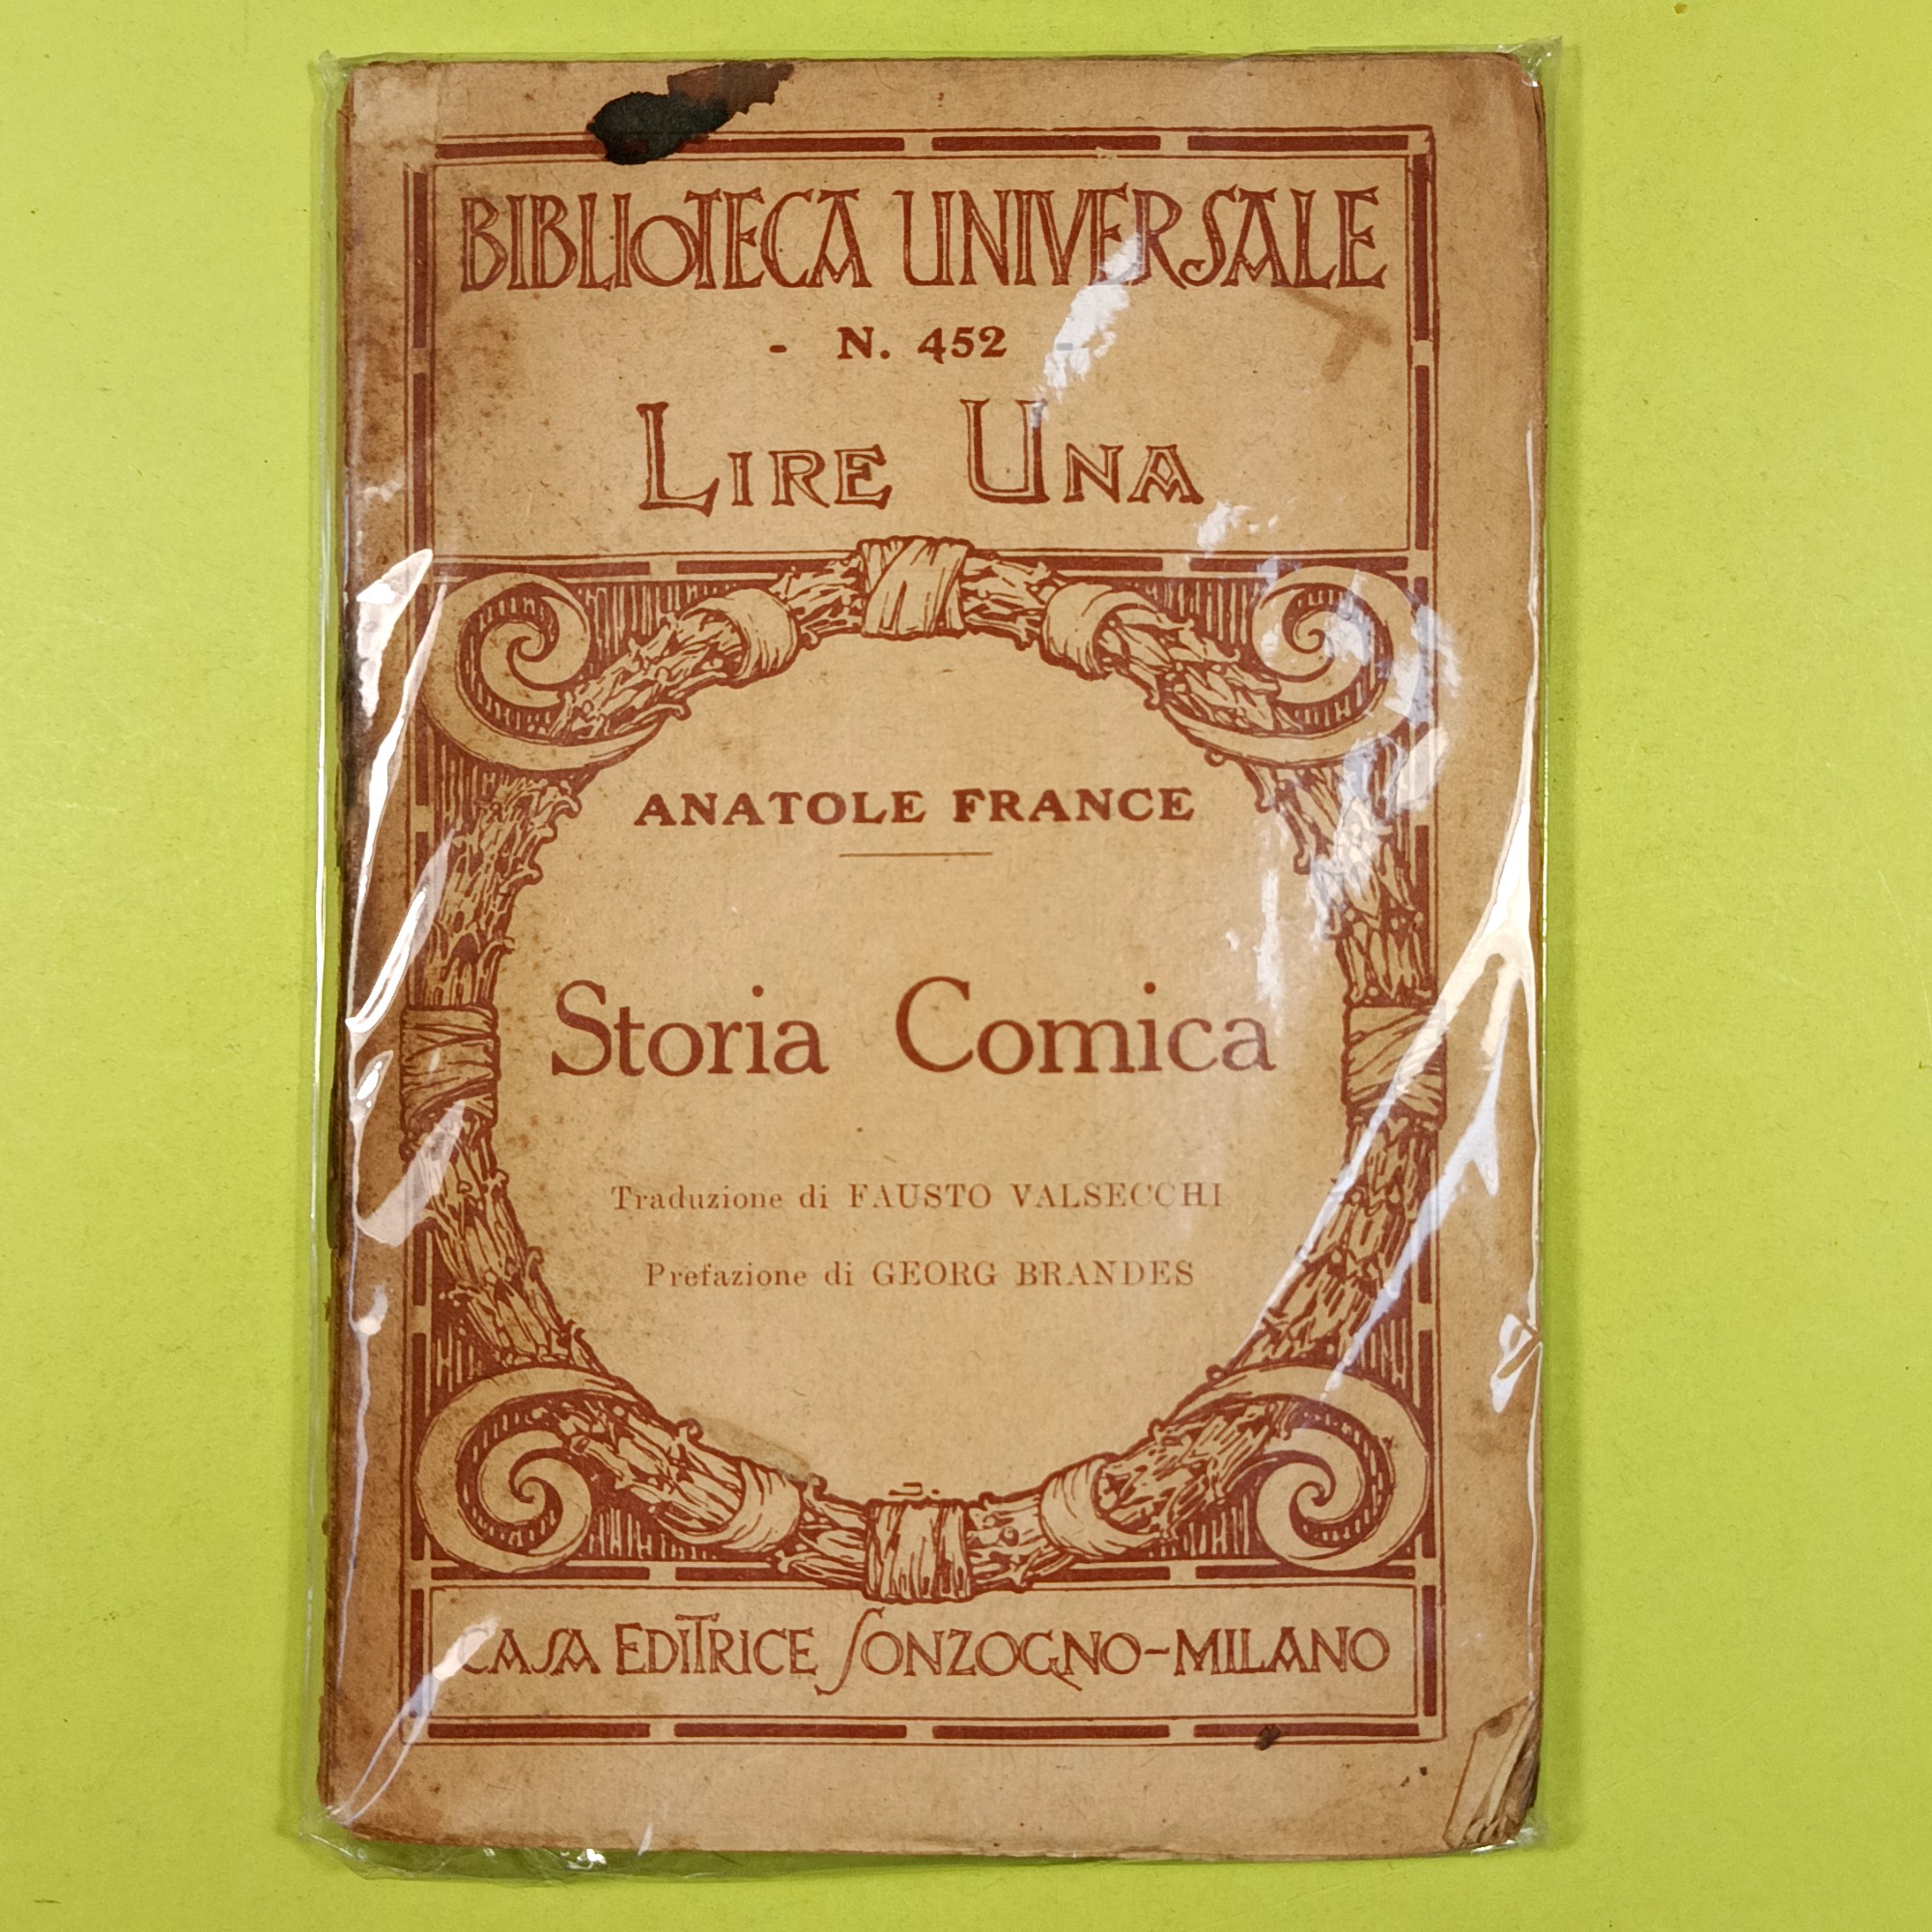 BIBLIOTECA UNIVERSALE
- N. 452 -
LIRE UNA
ANATOLE FRANCE
Storia Comica
Traduzione di FAUSTO VALSECCHI
Prefazione di GEORG BRANDES
CASA EDITRICE SONZOGNO-MILANO